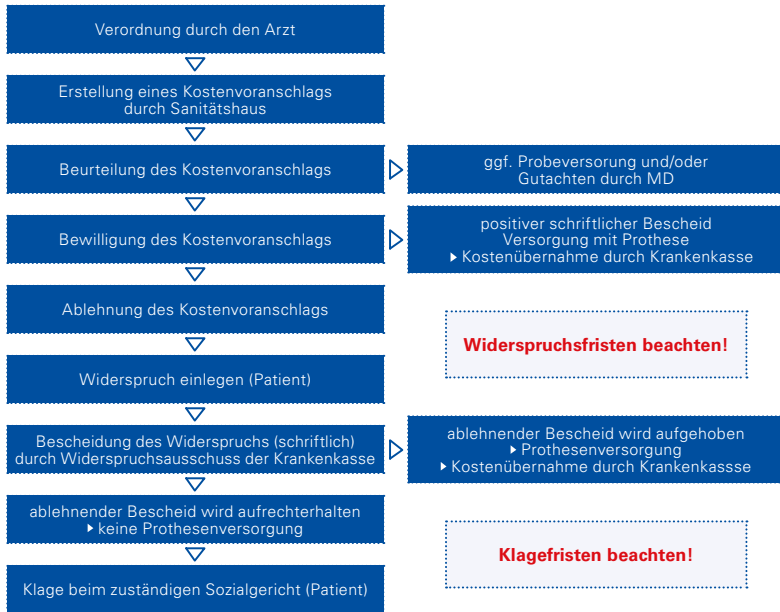 Verordnung durch den Arzt
Erstellung eines Kostenvoranschlags
durch Sanitätshaus
Beurteilung des Kostenvoranschlags
ggf. Probeversorung und/oder
Gutachten durch MD
Bewilligung des Kostenvoranschlags
positiver schriftlicher Bescheid
Versorgung mit Prothese
▸ Kostenübernahme durch Krankenkasse
Ablehnung des Kostenvoranschlags
Widerspruchsfristen beachten!
Widerspruch einlegen (Patient)
Bescheidung des Widerspruchs (schriftlich)
durch Widerspruchsausschuss der Krankenkasse
ablehnender Bescheid wird aufgehoben
▸ Prothesenversorgung
▸ Kostenübernahme durch Krankenkassse
ablehnender Bescheid wird aufrechterhalten
▸ keine Prothesenversorgung
Klagefristen beachten!
Klage beim zuständigen Sozialgericht (Patient)